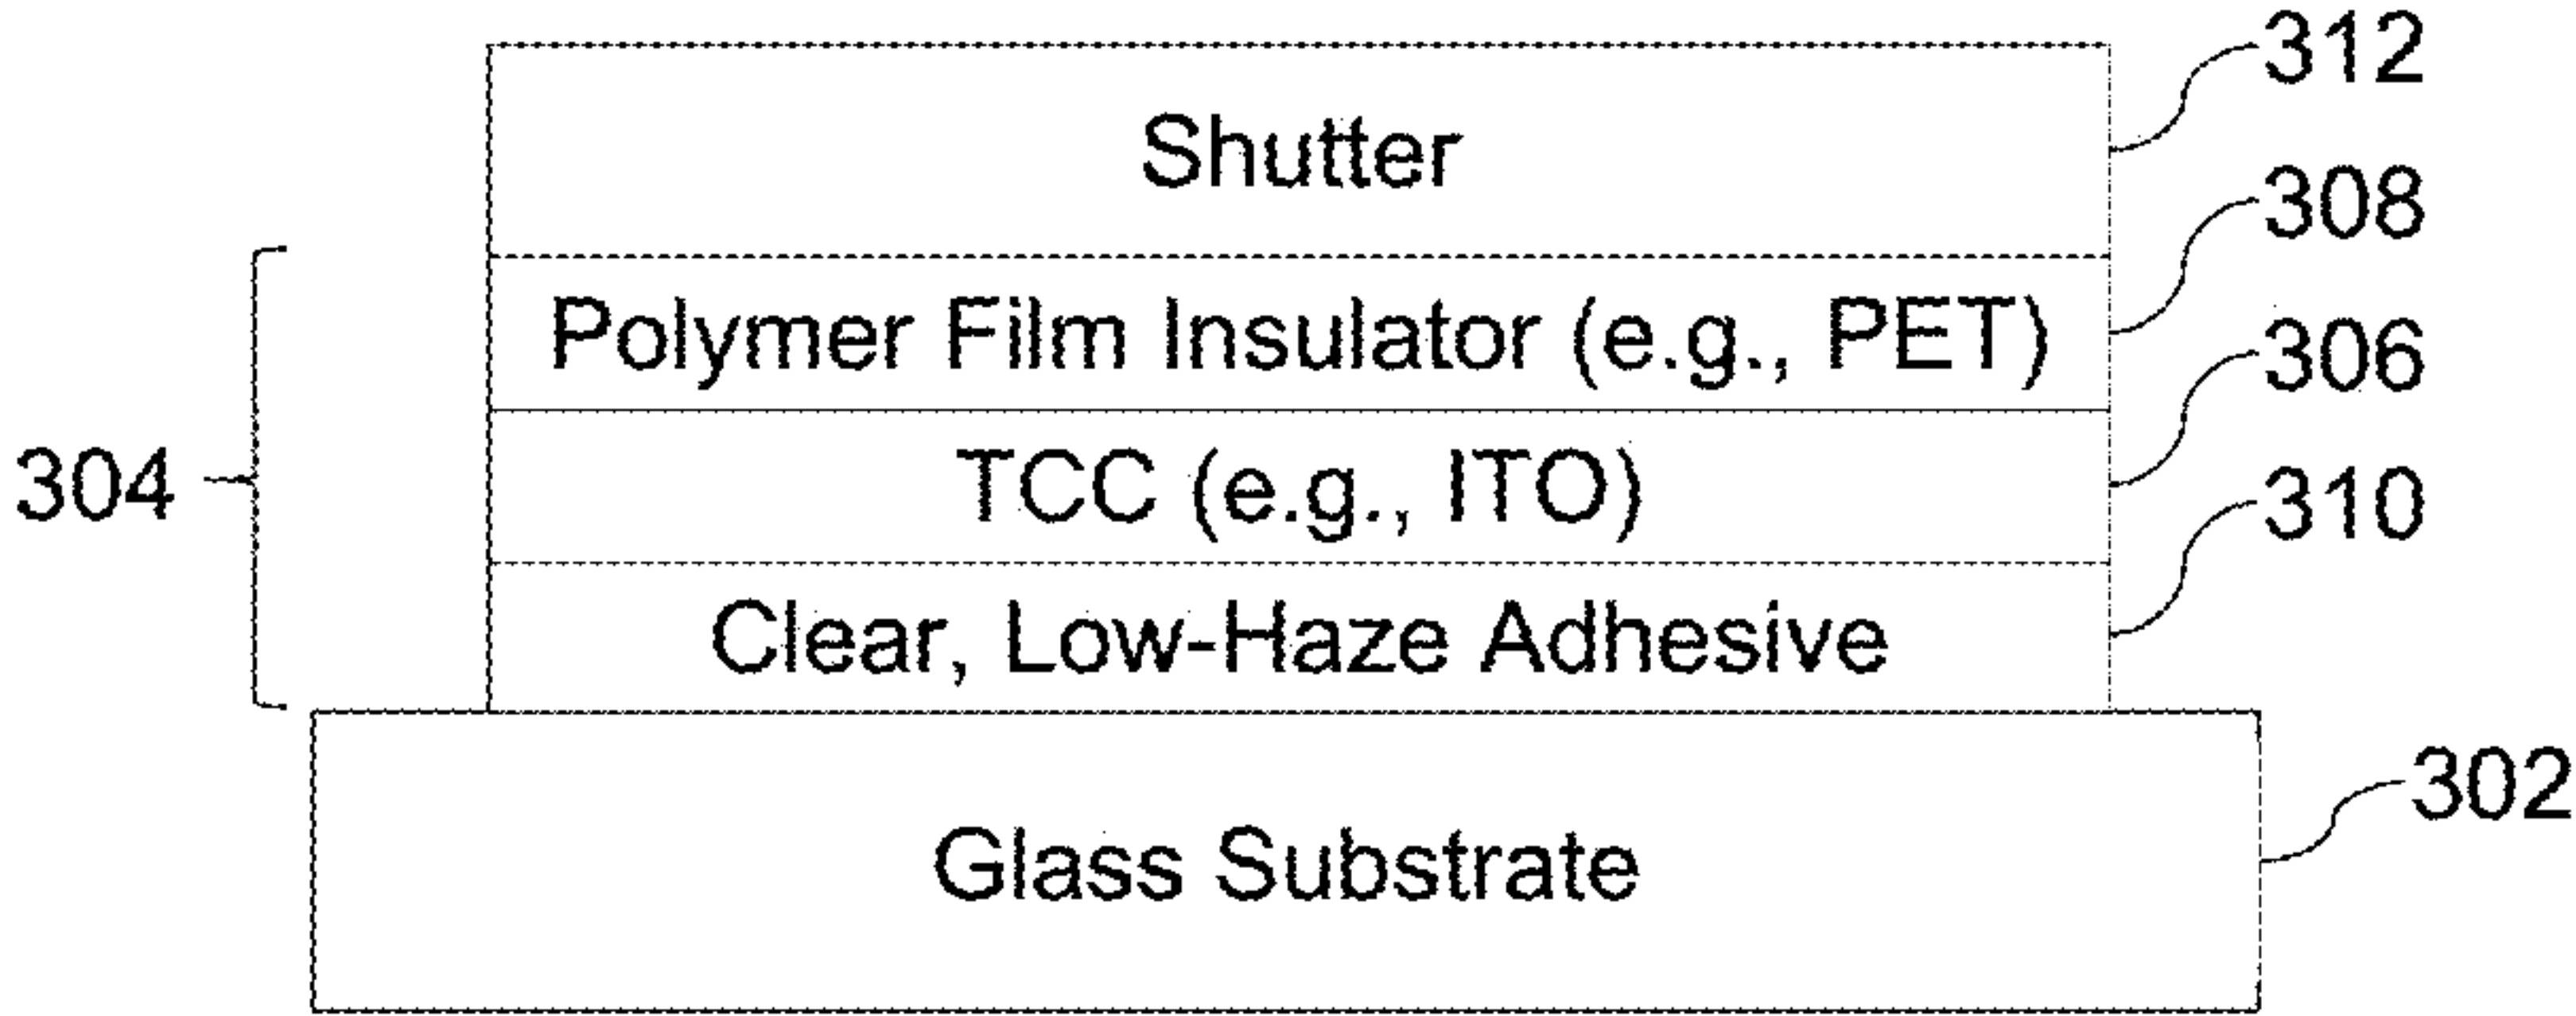 312
Shutter
308
Polymer Film Insulator (e.g., PET)
306
304
TCC (e.g., ITO)
310
Clear, Low-Haze Adhesive
302
Glass Substrate